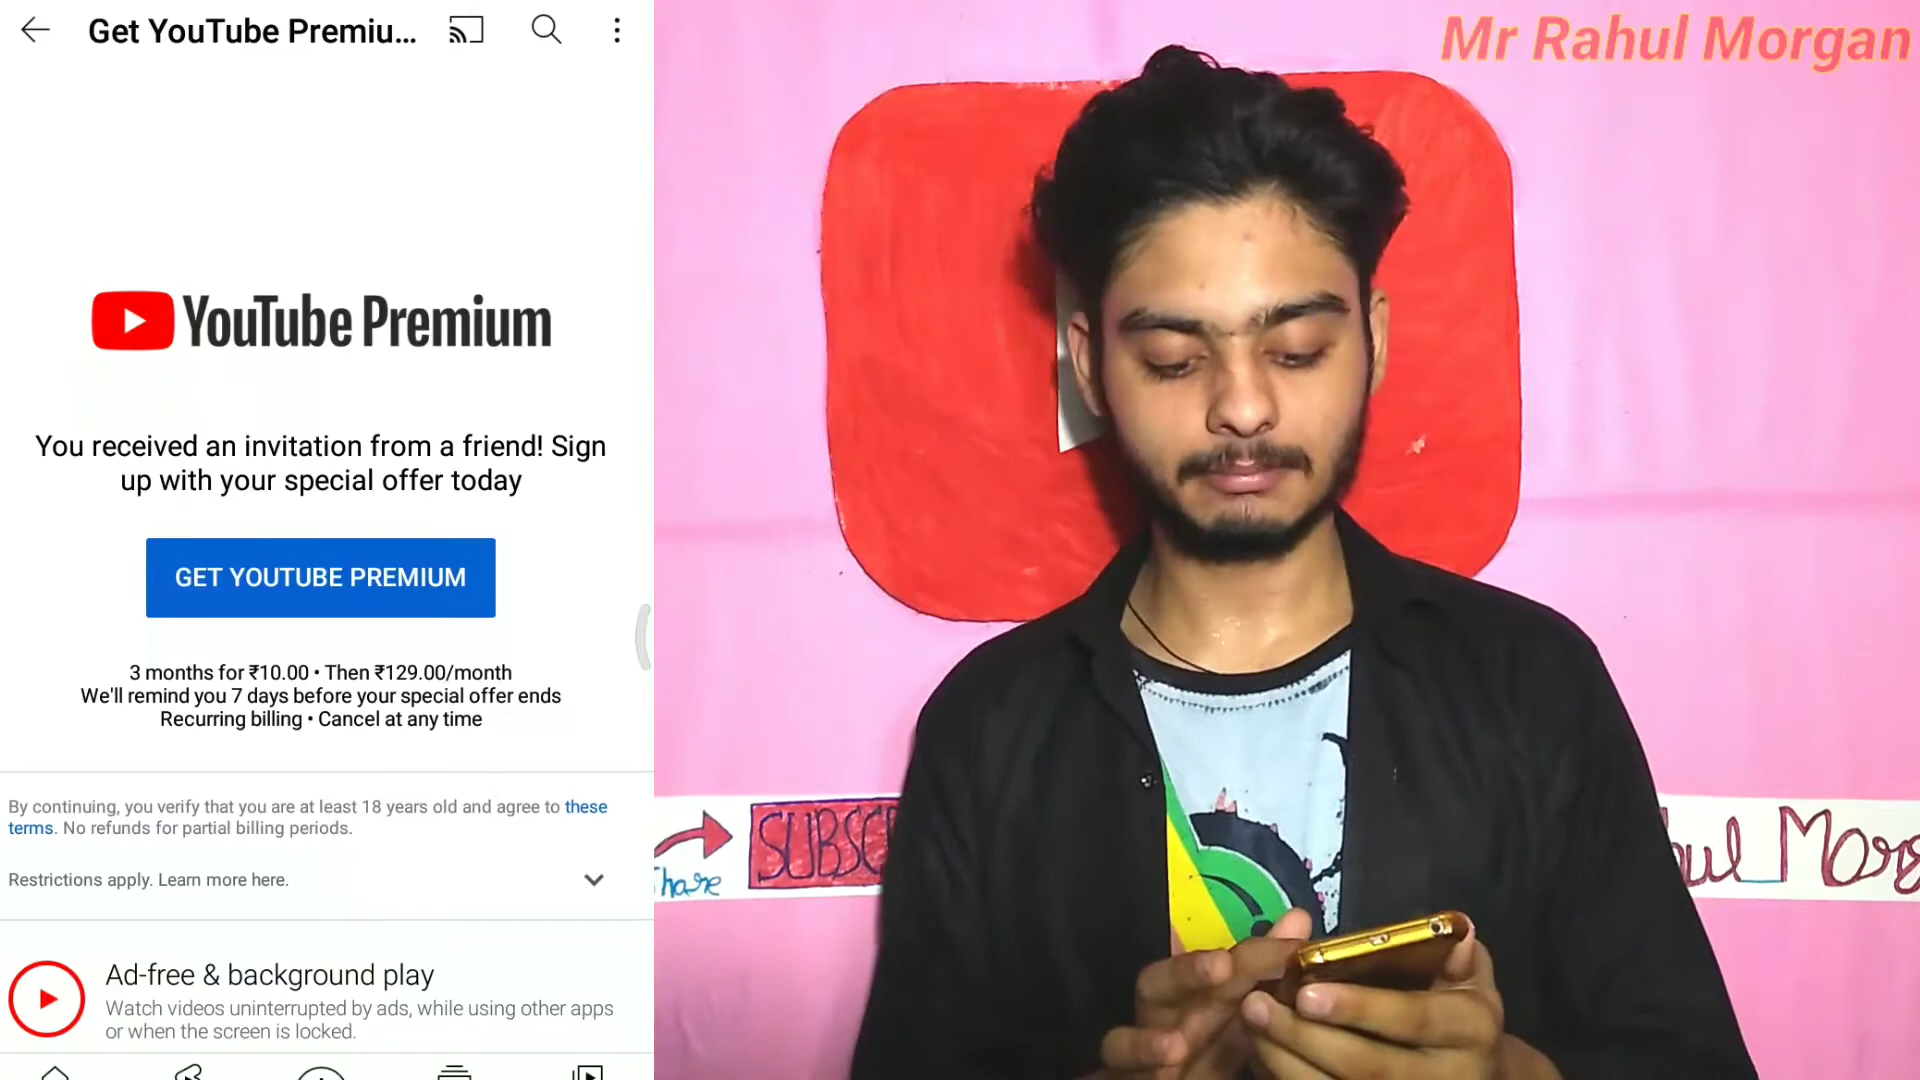 Get YouTube Premiu...
Mr Rahul Morgan
YouTube Premium
You received an invitation from a friend! Sign
up with your special offer today
GET YOUTUBE PREMIUM
3 months for ₹10.00 • Then ₹129.00/month
We'll remind you 7 days before your special offer ends
Recurring billing • Cancel at any time
By continuing, you verify that you are at least 18 years old and agree to these
terms. No refunds for partial billing periods.
Restrictions apply. Learn more here.
Ad-free & background play
Watch videos uninterrupted by ads, while using other apps
or when the screen is locked.
Share
SUBSC
hul Morg